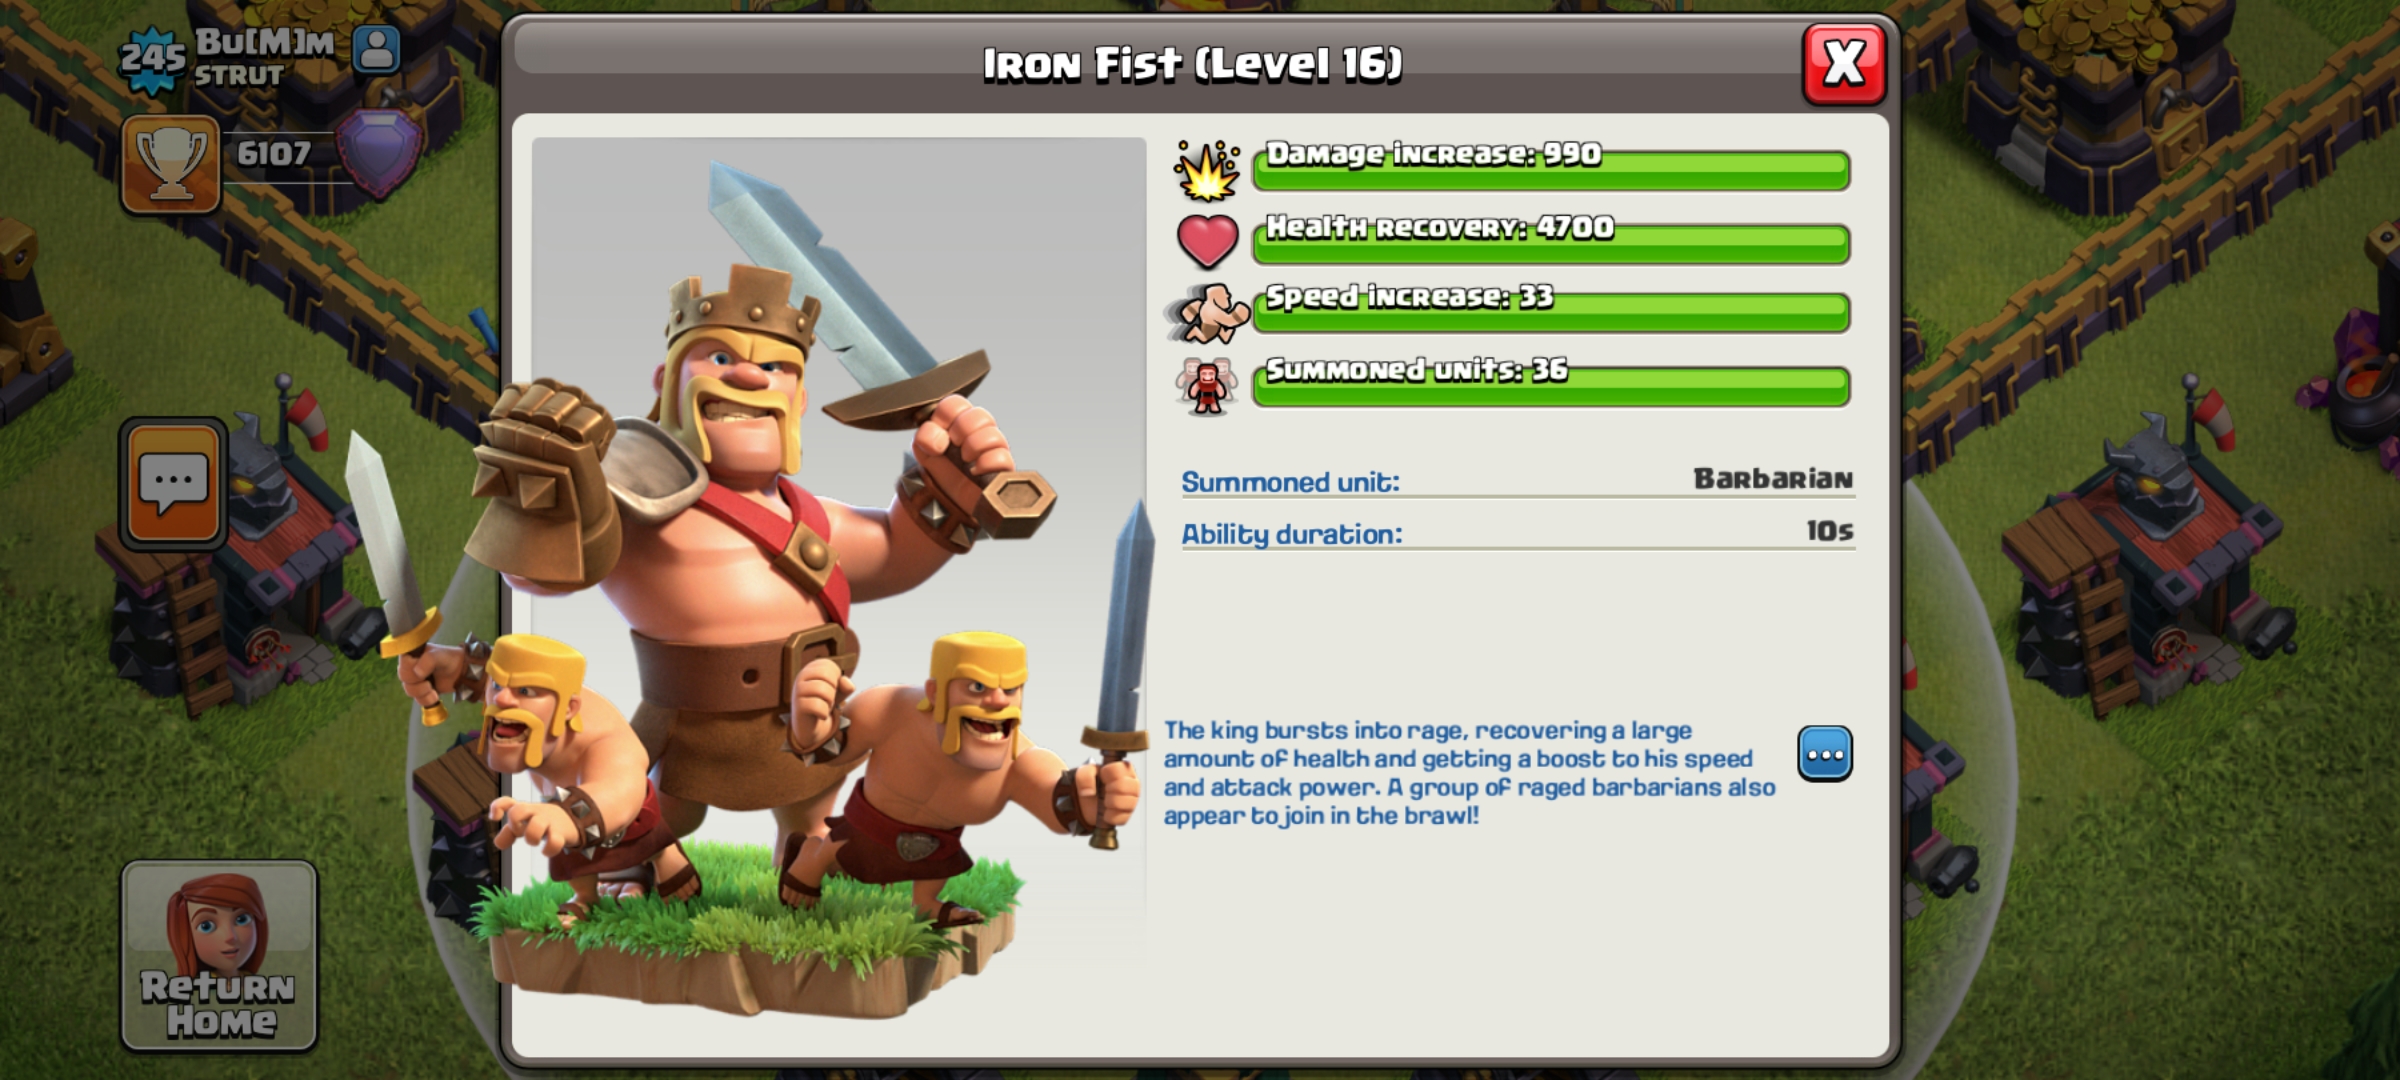 245
Bu[M]m
STRUT
6107
Return
Home
Iron Fist (Level 16)
X
Damage increase: 990
Health recovery: 4700
Speed increase: 33
Summoned units: 36
Summoned unit: Barbarian
Ability duration: 10s
The king bursts into rage, recovering a large
amount of health and getting a boost to his speed
and attack power. A group of raged barbarians also
appear to join in the brawl!